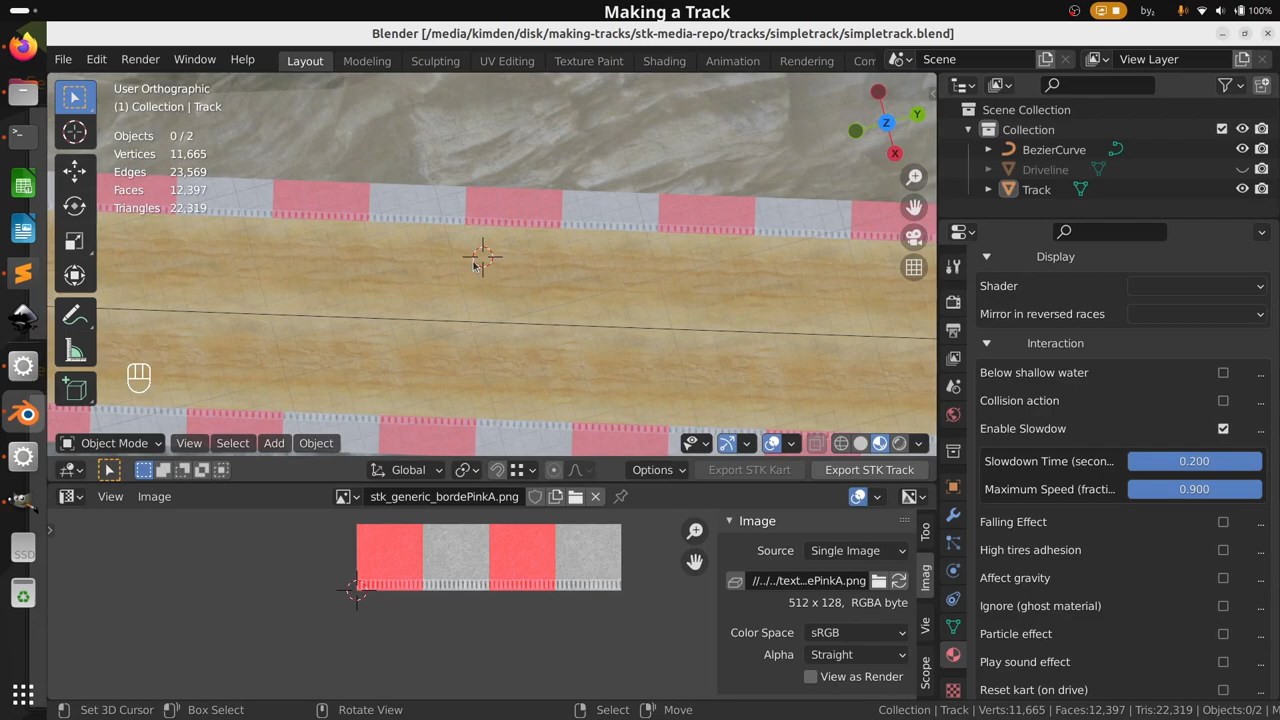 Making a Track
by₂
100%
Blender [/media/kimden/disk/making-tracks/stk-media-repo/tracks/simpletrack/simpletrack.blend]
File Edit Render Window Help
Layout Modeling Sculpting UV Editing Texture Paint Shading Animation Rendering Com
Scene
View Layer
User Orthographic
(1) Collection | Track
Objects 0 / 2
Vertices 11,665
Edges 23,569
Faces 12,397
Triangles 22,319
Z
Y
X
Object Mode View Select Add Object
Global Options Export STK Kart Export STK Track
View Image stk_generic_bordePinkA.png
Image
Source Single Image
//../../text...ePinkA.png
512 x 128, RGBA byte
Color Space sRGB
Alpha Straight
View as Render
Too
Imag
Vie
Scope
Scene Collection
Collection
BezierCurve
Driveline
Track
Display
Shader
Mirror in reversed races
Interaction
Below shallow water ...
Collision action ...
Enable Slowdow ...
Slowdown Time (secon... 0.200
Maximum Speed (fracti... 0.900
Falling Effect ...
High tires adhesion ...
Affect gravity ...
Ignore (ghost material) ...
Particle effect ...
Play sound effect ...
Reset kart (on drive) ...
SSD
Set 3D Cursor Box Select Rotate View Select Move
Collection | Track | Verts:11,665 | Faces:12,397 | Tris:22,319 | Objects:0/2 | M